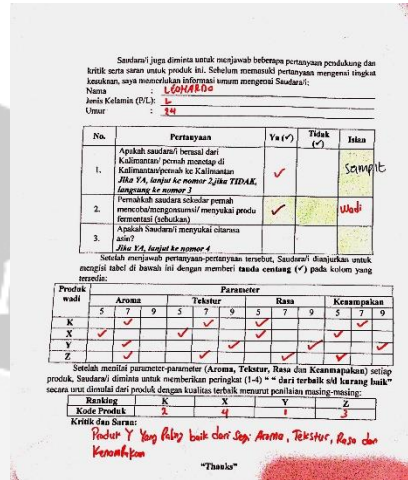 Saudara/i juga diminta untuk menjawab beberapa pertanyaan pendukung dan
kritik serta saran untuk produk ini. Sebelum memasuki pertanyaan mengenai tingkat
kesukaan, saya memerlukan informasi umum mengenai Saudara/i:
Nama : LEONARDO
Jenis Kelamin (P/L): L
Umur : 24
No. Pertanyaan Ya (✓) Tidak (✓) Isian
1. Apakah saudara/i berasal dari
Kalimantan/ pernah menetap di
Kalimantan/pernah ke Kalimantan
Jika YA, lanjut ke nomor 2, jika TIDAK,
langsung ke nomor 3 ✓ Sampit
2. Pernahkah saudara sekedar pernah
mencoba/mengonsumsi/ menyukai produ
fermentasi (sebutkan) ✓ Wadi
3. Apakah Saudara/i menyukai citarasa
asin?
Jika YA, lanjut ke nomor 4
Setelah menjawab pertanyaan-pertanyaan tersebut, Saudara/i dianjurkan untuk
mengisi tabel di bawah ini dengan memberi tanda centang (✓) pada kolom yang
tersedia:
Produk wadi Parameter
Aroma Tekstur Rasa Kenampakan
5 7 9 5 7 9 5 7 9 5 7 9
K ✓ ✓ ✓ ✓
X ✓ ✓ ✓ ✓
Y ✓ ✓ ✓ ✓
Z ✓ ✓ ✓ ✓
Setelah menilai parameter-parameter (Aroma, Tekstur, Rasa dan Keanmpakan) setiap
produk, Saudara/i diminta untuk memberikan peringkat (1-4) " " dari terbaik s/d kurang baik"
secara urut dimulai dari produk dengan kualitas terbaik menurut penilaian masing-masing:
Ranking K X Y Z
Kode Produk 2 4 1 3
Kritik dan Saran:
Produk Y Yang Paling baik dari Segi Aroma, Tekstur, Rasa dan
Kenampakan
"Thanks"